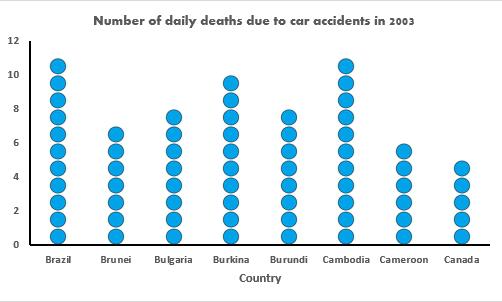 Number of daily deaths due to car accidents in 2003
12
10
8
6
4
2
0
Brazil Brunei Bulgaria Burkina Burundi Cambodia Cameroon Canada
Country